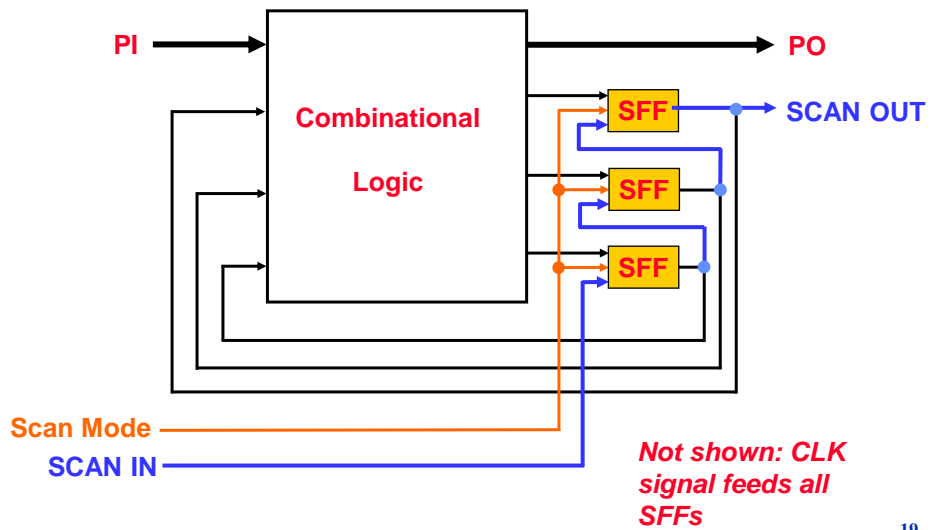 PI
PO
Combinational
Logic
SFF
SCAN OUT
SFF
SFF
Scan Mode
SCAN IN
Not shown: CLK
signal feeds all
SFFs
19